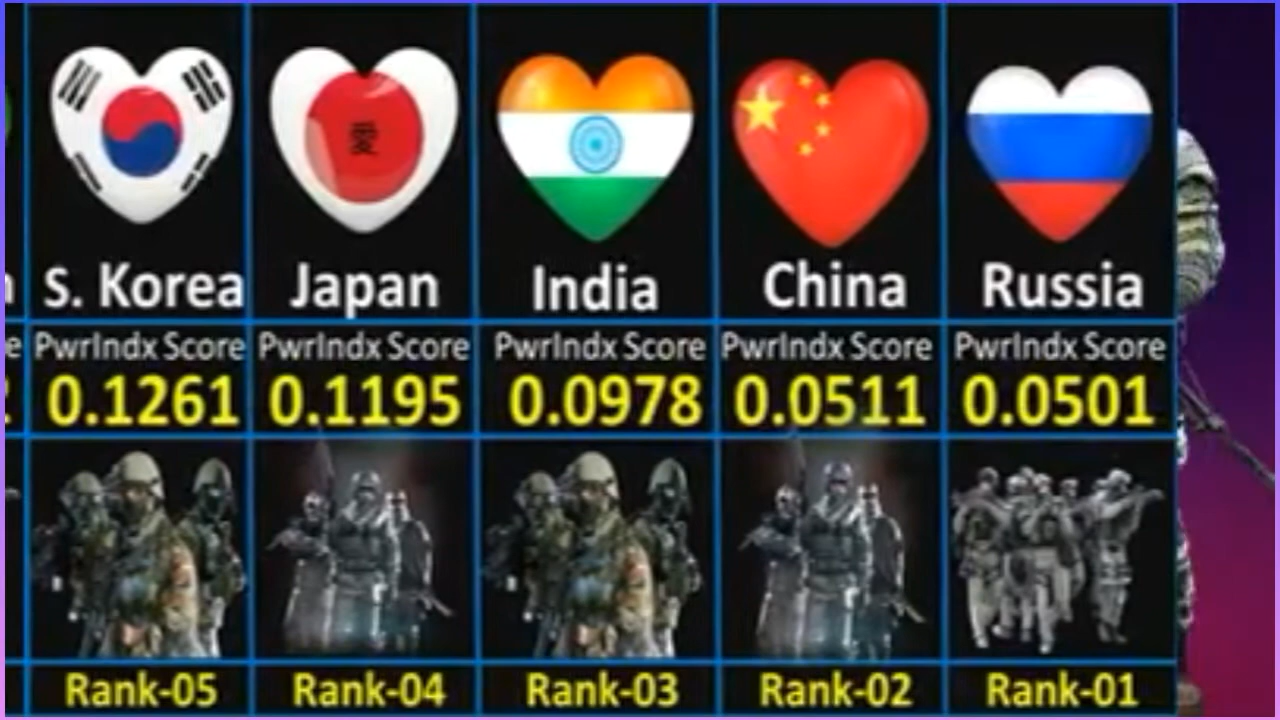 S. Korea
Japan
India
China
Russia
PwrIndx Score
PwrIndx Score
PwrIndx Score
PwrIndx Score
PwrIndx Score
0.1261
0.1195
0.0978
0.0511
0.0501
Rank-05
Rank-04
Rank-03
Rank-02
Rank-01